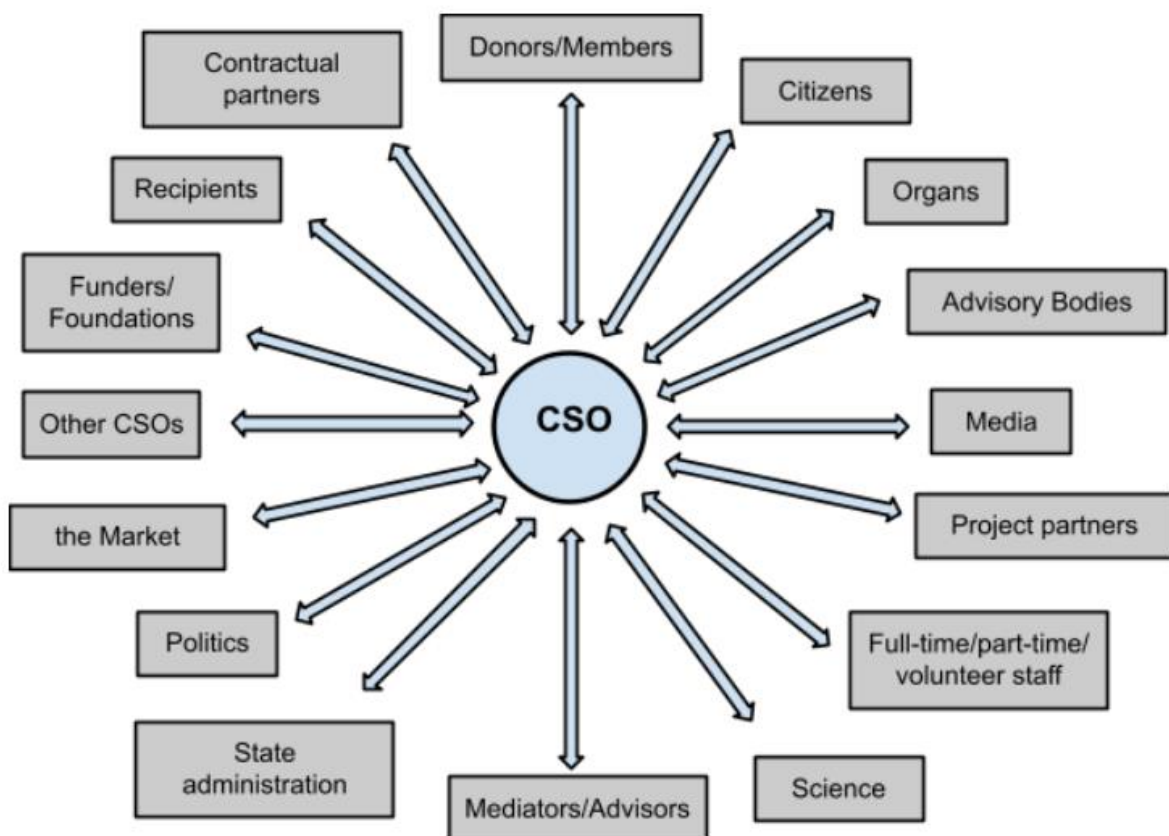 Donors/Members
Contractual
partners
Citizens
Recipients
Organs
Funders/
Foundations
Advisory Bodies
Other CSOs
CSO
Media
the Market
Project partners
Politics
Full-time/part-time/
volunteer staff
State
administration
Mediators/Advisors
Science